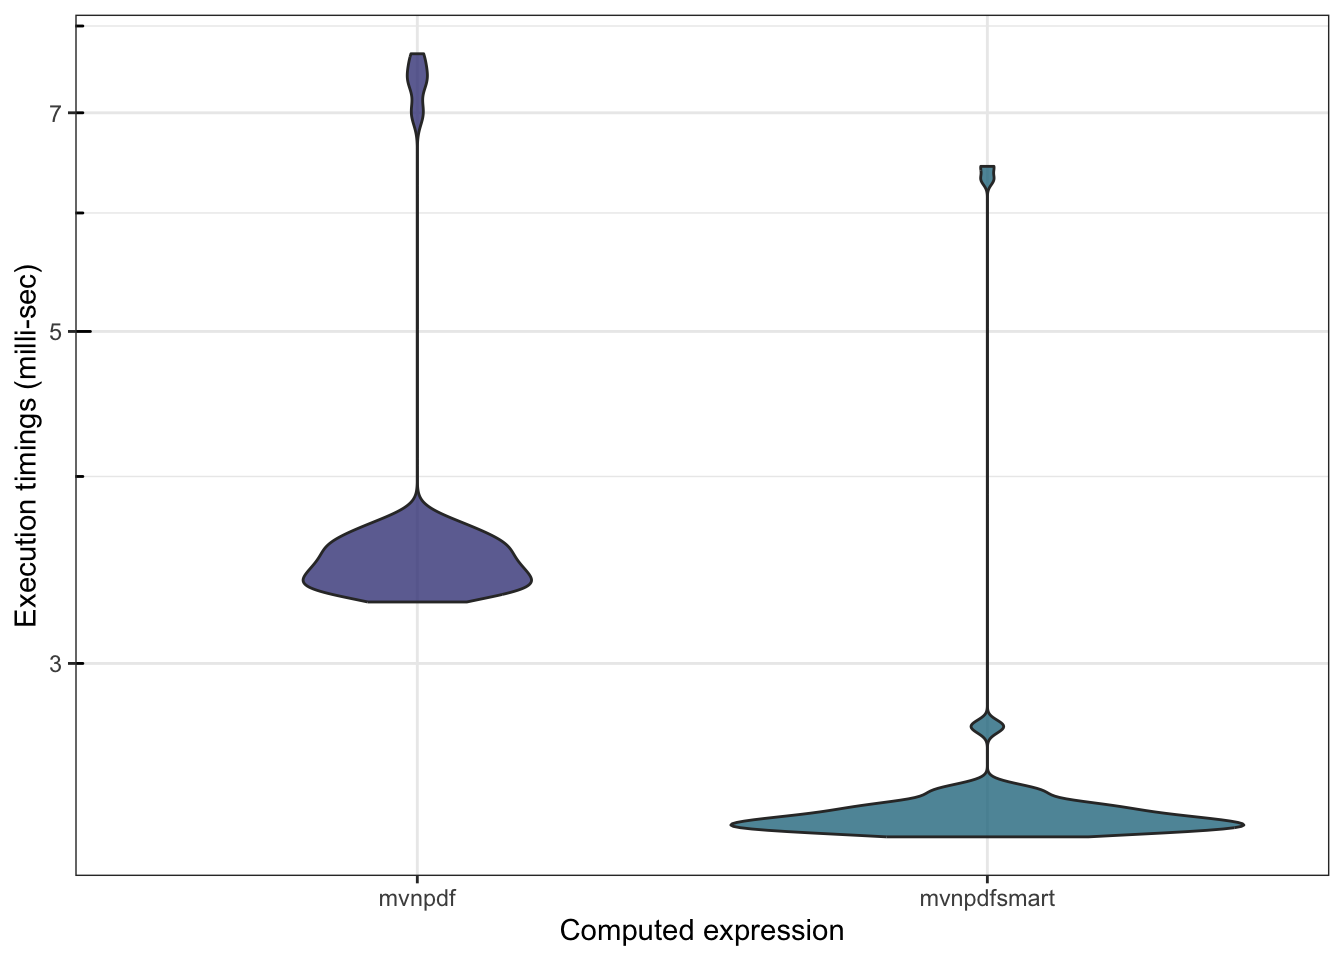 Execution timings (milli-sec)
7
5
3
mvnpdf
mvnpdfsmart
Computed expression